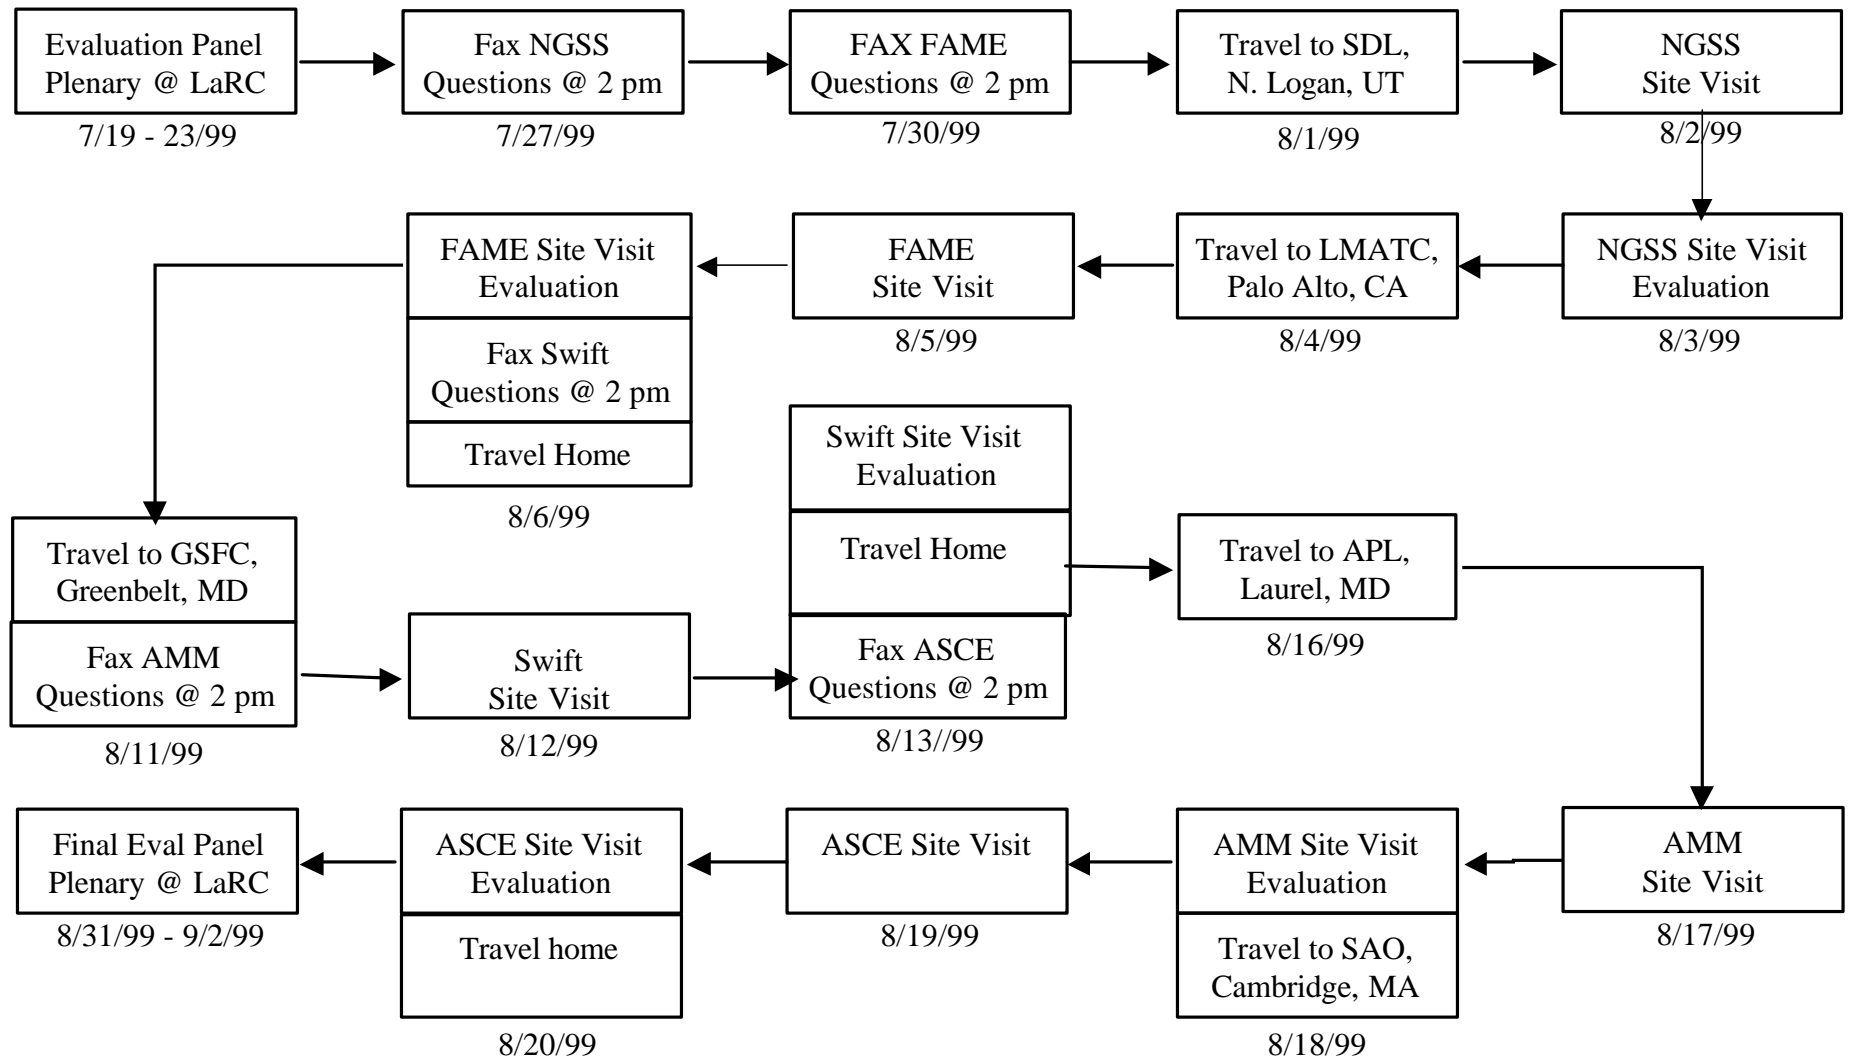 Evaluation Panel
Plenary @ LaRC
7/19 - 23/99
Fax NGSS
Questions @ 2 pm
7/27/99
FAX FAME
Questions @ 2 pm
7/30/99
Travel to SDL,
N. Logan, UT
8/1/99
NGSS
Site Visit
8/2/99
NGSS Site Visit
Evaluation
8/3/99
Travel to LMATC,
Palo Alto, CA
8/4/99
FAME
Site Visit
8/5/99
FAME Site Visit
Evaluation
Fax Swift
Questions @ 2 pm
Travel Home
8/6/99
Travel to GSFC,
Greenbelt, MD
Fax AMM
Questions @ 2 pm
8/11/99
Swift
Site Visit
8/12/99
Swift Site Visit
Evaluation
Travel Home
Fax ASCE
Questions @ 2 pm
8/13//99
Travel to APL,
Laurel, MD
8/16/99
AMM
Site Visit
8/17/99
AMM Site Visit
Evaluation
Travel to SAO,
Cambridge, MA
8/18/99
ASCE Site Visit
8/19/99
ASCE Site Visit
Evaluation
Travel home
8/20/99
Final Eval Panel
Plenary @ LaRC
8/31/99 - 9/2/99